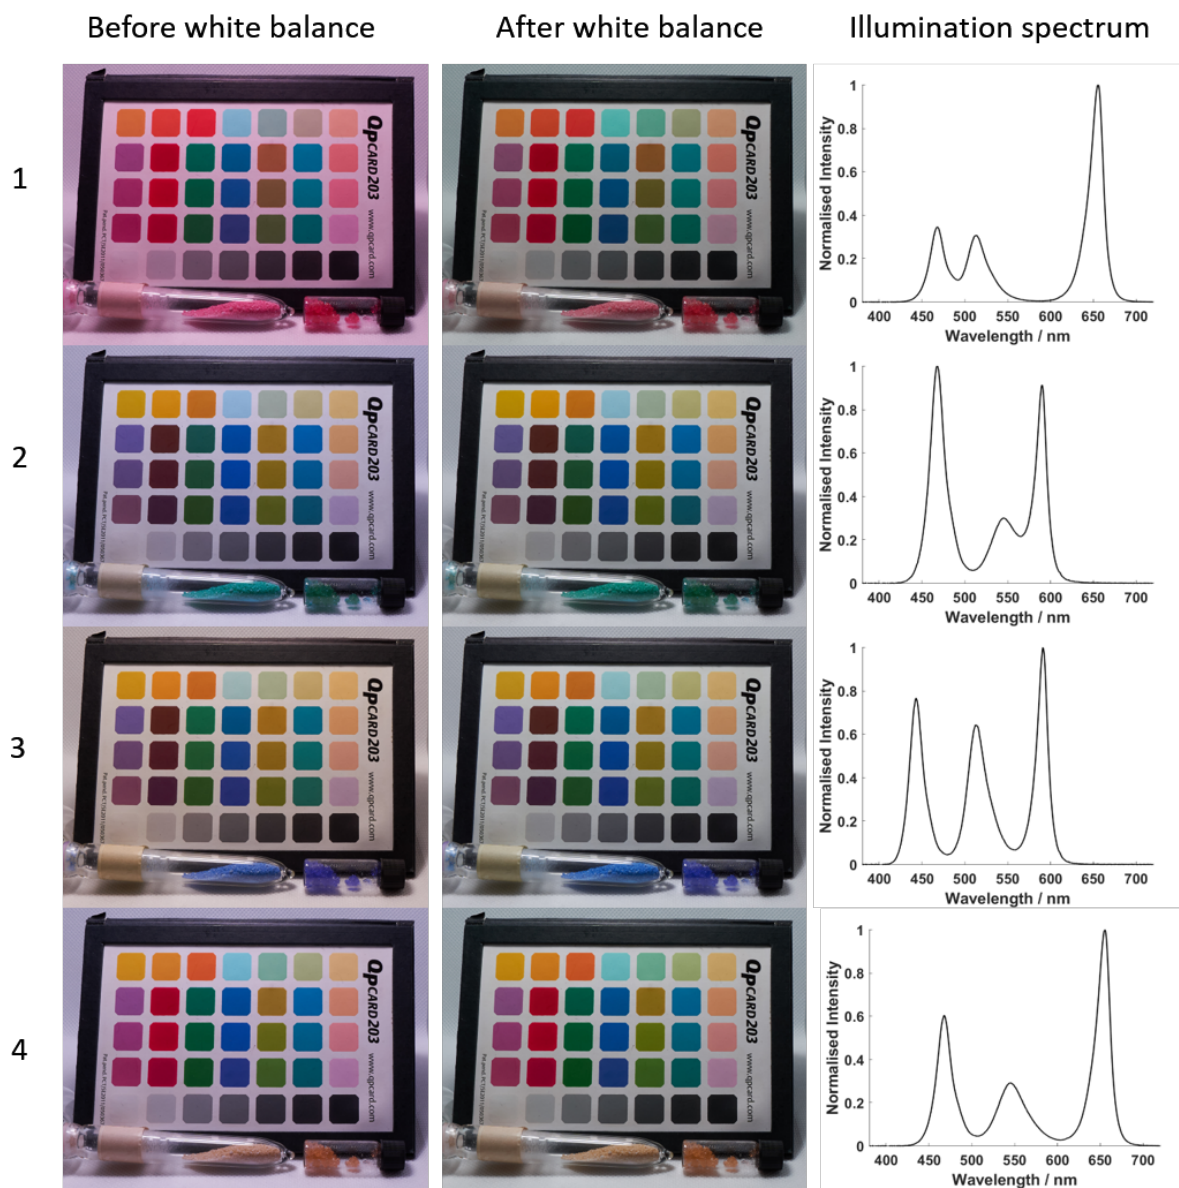 Before white balance
After white balance
Illumination spectrum
1
QpCARD 203
www.qpcard.com
QpCARD 203
www.qpcard.com
Normalised Intensity
1
0.8
0.6
0.4
0.2
0
400 450 500 550 600 650 700
Wavelength / nm
2
QpCARD 203
www.qpcard.com
QpCARD 203
www.qpcard.com
Normalised Intensity
1
0.8
0.6
0.4
0.2
0
400 450 500 550 600 650 700
Wavelength / nm
3
QpCARD 203
www.qpcard.com
QpCARD 203
www.qpcard.com
Normalised Intensity
1
0.8
0.6
0.4
0.2
0
400 450 500 550 600 650 700
Wavelength / nm
4
QpCARD 203
www.qpcard.com
QpCARD 203
www.qpcard.com
Normalised Intensity
1
0.8
0.6
0.4
0.2
0
400 450 500 550 600 650 700
Wavelength / nm